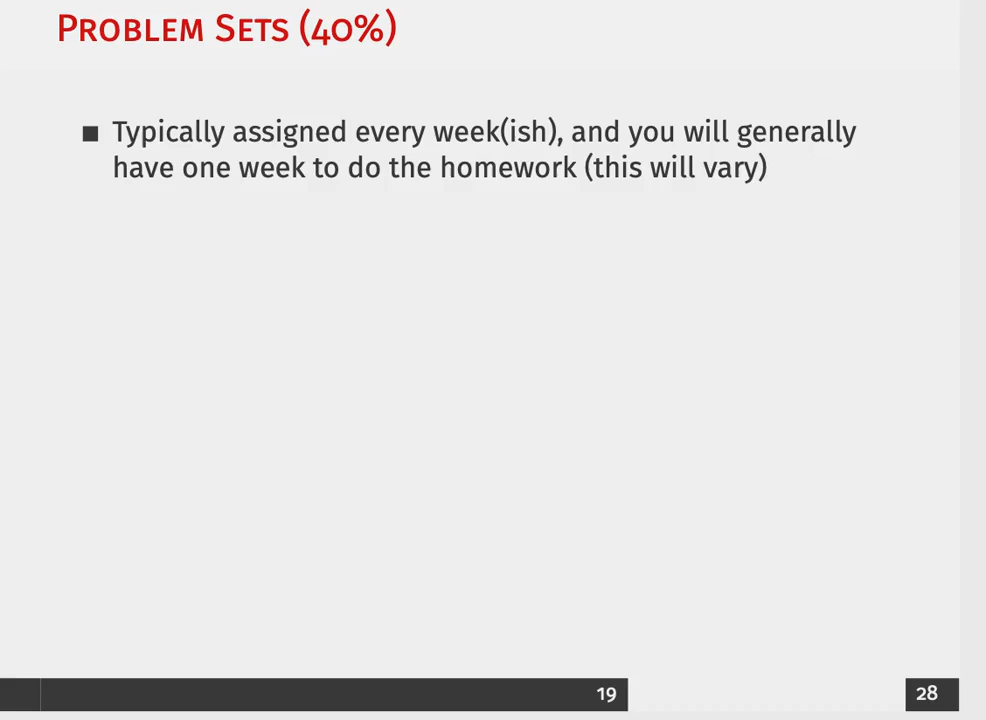 PROBLEM SETS (40%)
■ Typically assigned every week(ish), and you will generally
have one week to do the homework (this will vary)
19 28